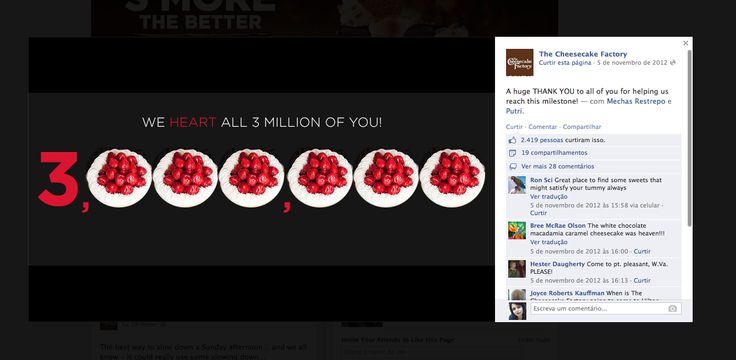 S'MORE
THE BETTER
WE HEART ALL 3 MILLION OF YOU!
3,
,
The Cheesecake Factory
The Cheesecake Factory
Curtir esta página · 5 de novembro de 2012
A huge THANK YOU to all of you for helping us
reach this milestone! — com Mechas Restrepo e
Putri.
Curtir · Comentar · Compartilhar
2.419 pessoas curtiram isso.
19 compartilhamentos
Ver mais 28 comentários
Ron Sci Great place to find some sweets that
might satisfy your tummy always
Ver tradução
5 de novembro de 2012 às 15:58 via celular ·
Curtir
Bree McRae Olson The white chocolate
macadamia caramel cheesecake was heaven!!!
Ver tradução
5 de novembro de 2012 às 16:00 · Curtir
Hester Daugherty Come to pt. pleasant, W.Va.
PLEASE!
5 de novembro de 2012 às 16:13 · Curtir
Joyce Roberts Kauffman When is The
Cheesecake Factory going to come to Hilton
Escreva um comentário...
Invite Your Friends to Like This Page
The best way to slow down a Sunday afternoon... and we all